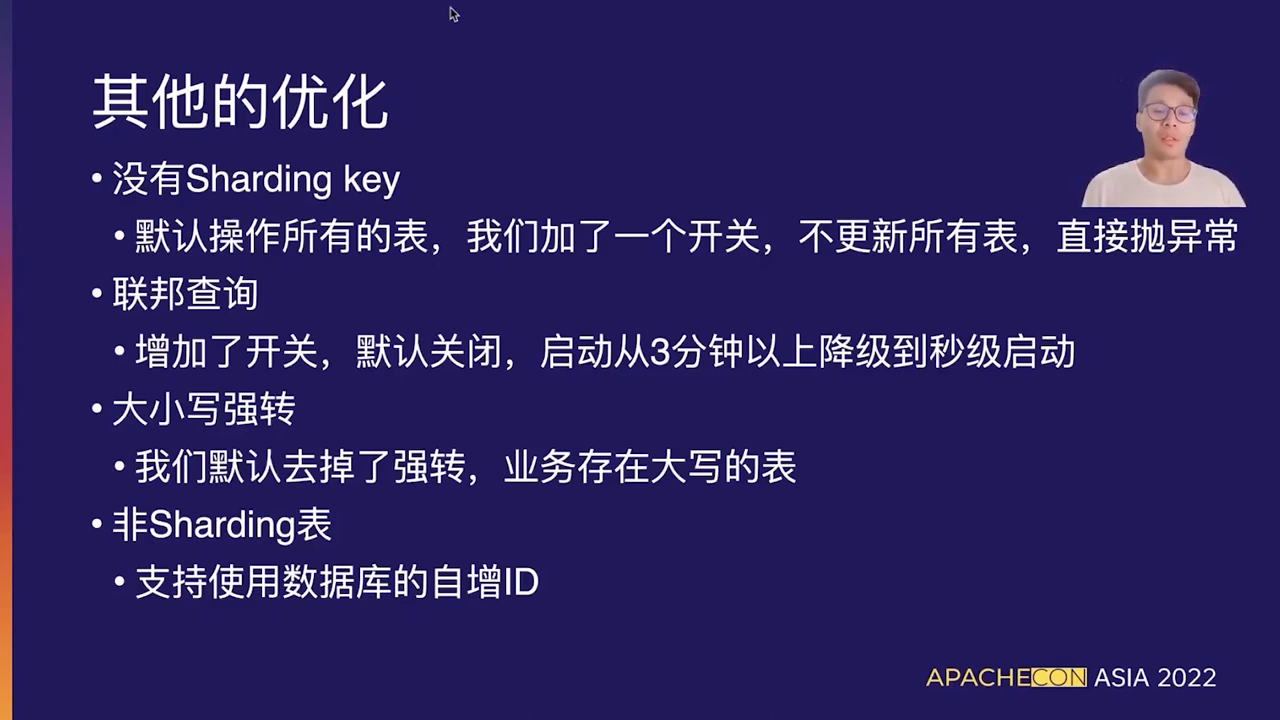 其他的优化
• 没有Sharding key
• 默认操作所有的表，我们加了一个开关，不更新所有表，直接抛异常
• 联邦查询
• 增加了开关，默认关闭，启动从3分钟以上降级到秒级启动
• 大小写强转
• 我们默认去掉了强转，业务存在大写的表
• 非Sharding表
• 支持使用数据库的自增ID
APACHECON ASIA 2022